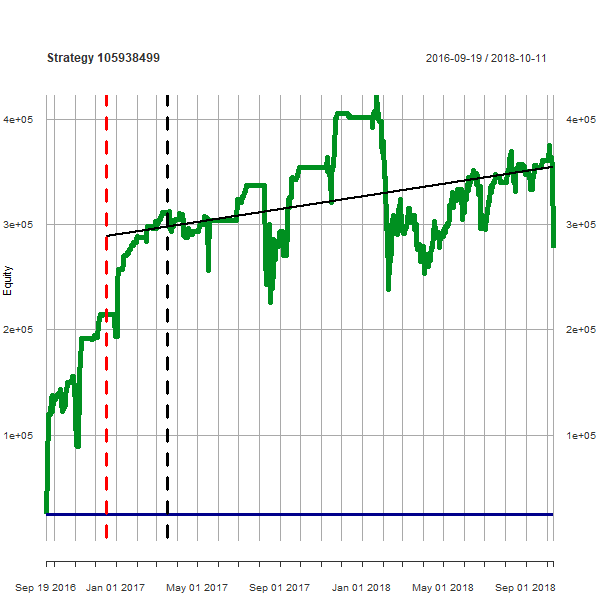 Strategy 105938499
2016-09-19 / 2018-10-11
4e+05
4e+05
3e+05
3e+05
2e+05
2e+05
1e+05
1e+05
Equity
Sep 19 2016
Jan 01 2017
May 01 2017
Sep 01 2017
Jan 01 2018
May 01 2018
Sep 01 2018